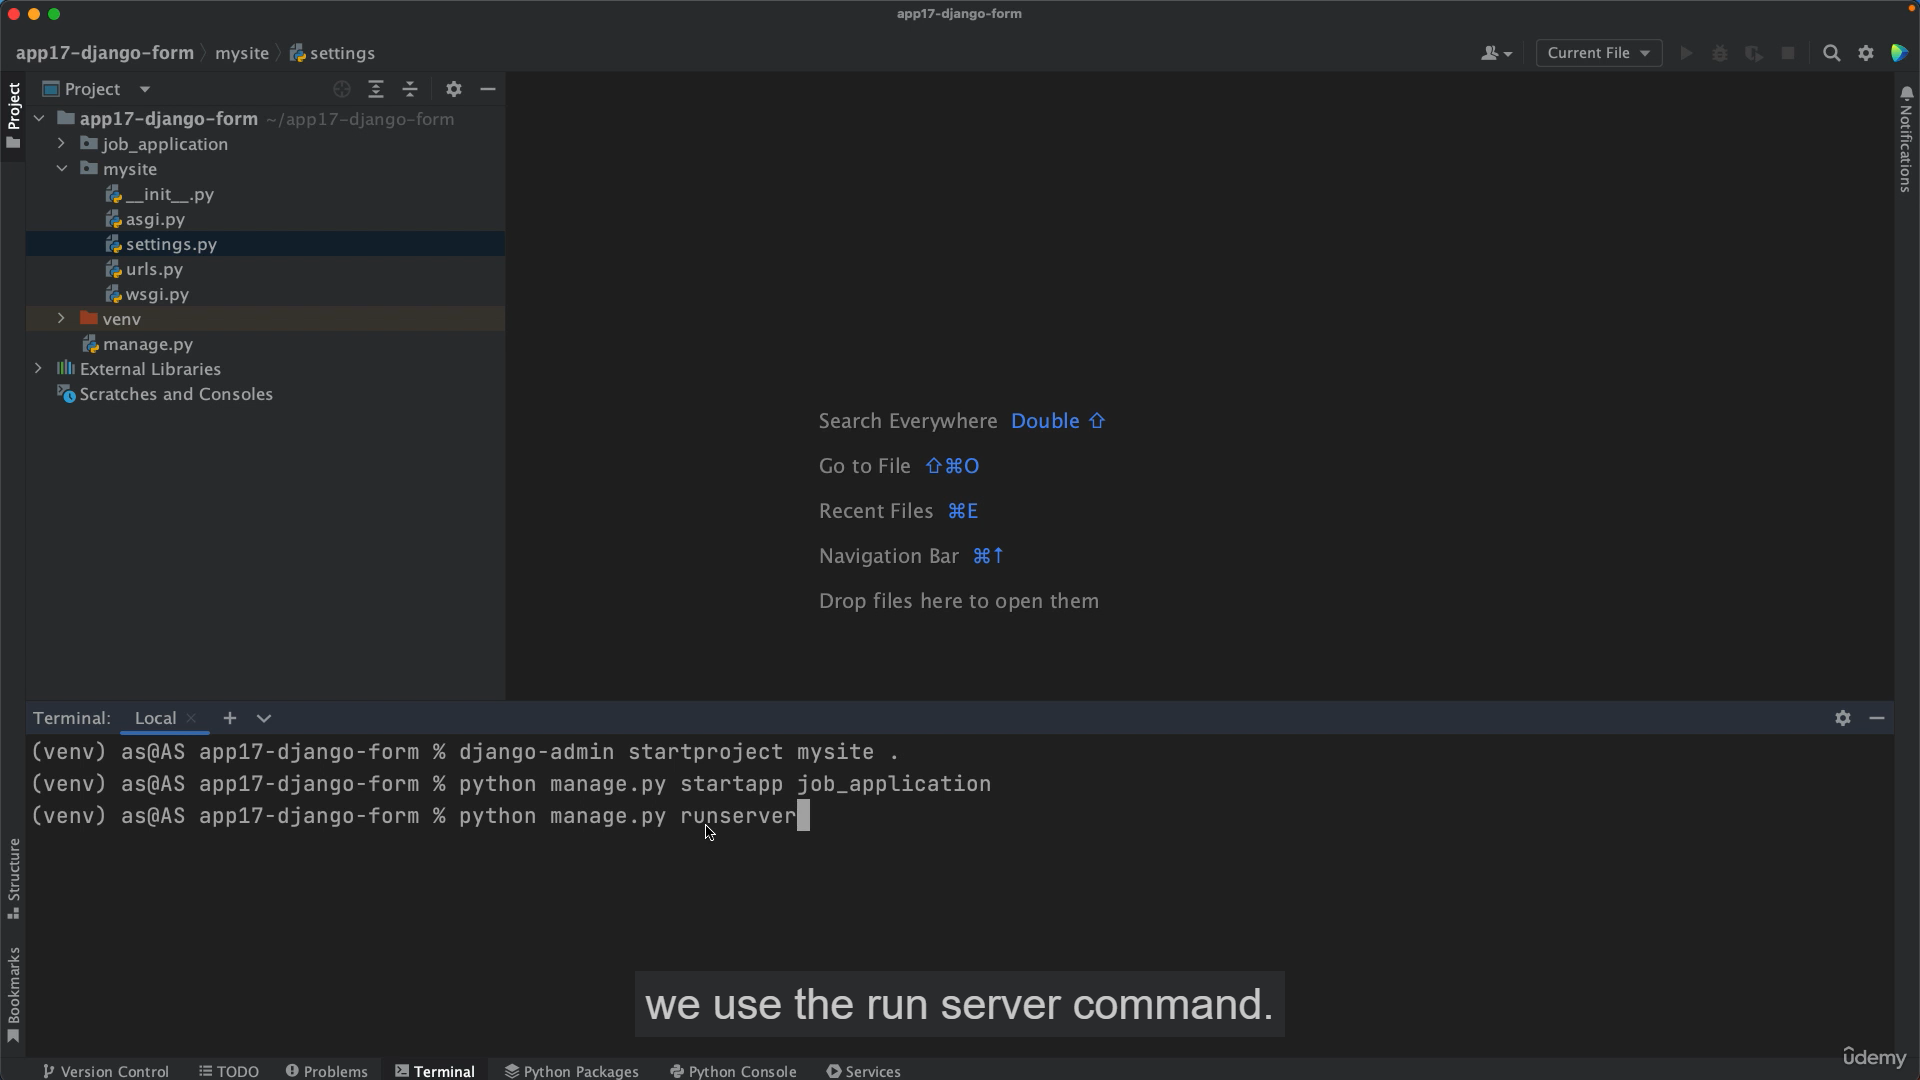 app17-django-form
app17-django-form 〉 mysite 〉 settings
Current File
Project
Project
app17-django-form ~/app17-django-form
job_application
mysite
__init__.py
asgi.py
settings.py
urls.py
wsgi.py
venv
manage.py
External Libraries
Scratches and Consoles
Notifications
Search Everywhere Double ⇧
Go to File ⇧⌘O
Recent Files ⌘E
Navigation Bar ⌘↑
Drop files here to open them
Terminal: Local
(venv) as@AS app17-django-form % django-admin startproject mysite .
(venv) as@AS app17-django-form % python manage.py startapp job_application
(venv) as@AS app17-django-form % python manage.py runserver
Structure
Bookmarks
we use the run server command.
udemy
Version Control TODO Problems Terminal Python Packages Python Console Services